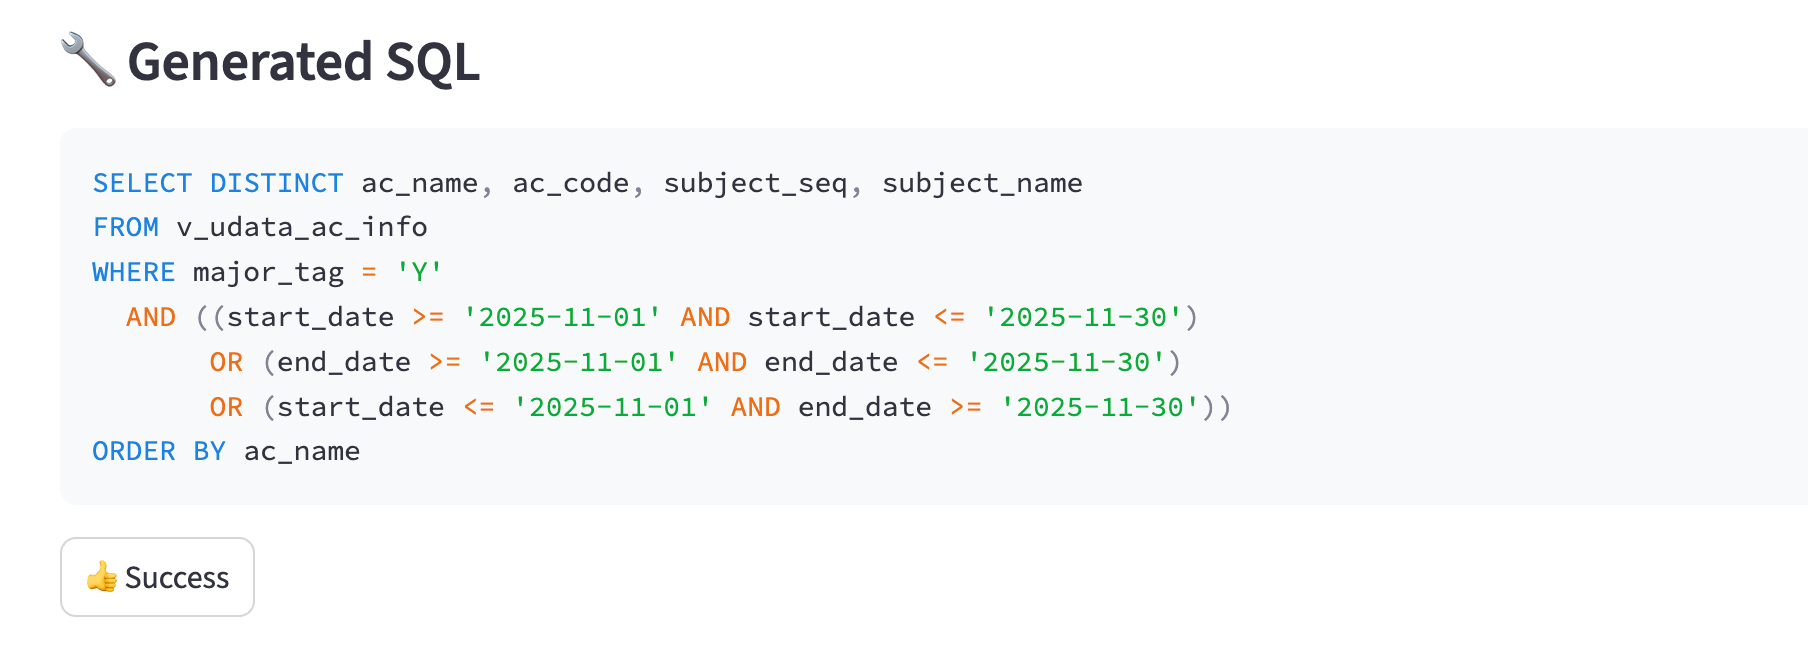 🔧 Generated SQL
SELECT DISTINCT ac_name, ac_code, subject_seq, subject_name
FROM v_udata_ac_info
WHERE major_tag = 'Y'
  AND ((start_date >= '2025-11-01' AND start_date <= '2025-11-30')
       OR (end_date >= '2025-11-01' AND end_date <= '2025-11-30')
       OR (start_date <= '2025-11-01' AND end_date >= '2025-11-30'))
ORDER BY ac_name
👍 Success